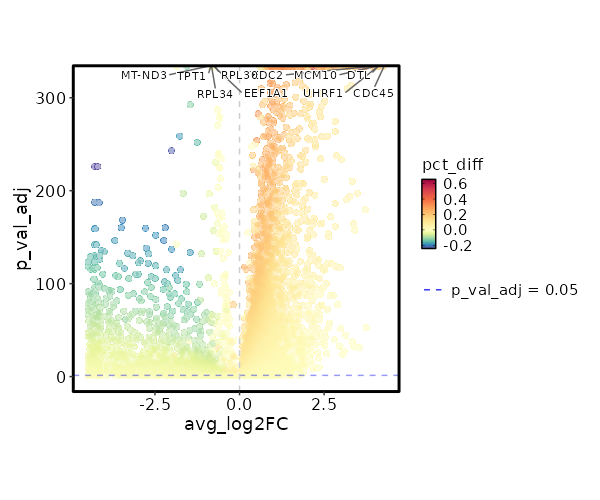 MT-ND3 TPT1 RPL30 CDC2 MCM10 DTL
RPL34 EEF1A1 UHRF1 CDC45
300
200
100
0
p_val_adj
-2.5 0.0 2.5
avg_log2FC
pct_diff
0.6
0.4
0.2
0.0
-0.2
p_val_adj = 0.05